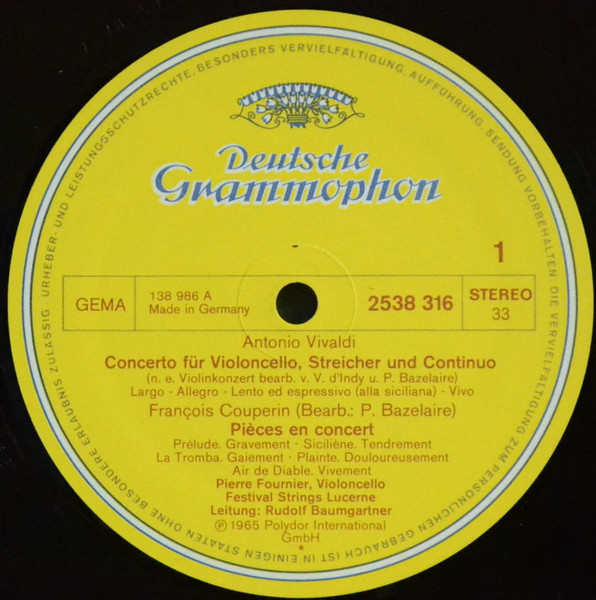 Deutsche
Grammophon
1
GEMA
138 986 A
Made in Germany
2538 316
STEREO
33
Antonio Vivaldi
Concerto für Violoncello, Streicher und Continuo
(n. e. Violinkonzert bearb. v. V. d'Indy u. P. Bazelaire)
Largo - Allegro - Lento ed espressivo (alla siciliana) - Vivo
François Couperin (Bearb.: P. Bazelaire)
Pièces en concert
Prélude. Gravement · Sicilène. Tendrement
La Tromba. Gaiement · Plainte. Douloureusement
Air de Diable. Vivement
Pierre Fournier, Violoncello
Festival Strings Lucerne
Leitung: Rudolf Baumgartner
Ⓟ 1965 Polydor International
GmbH
*
URHEBER- UND LEISTUNGSSCHUTZRECHTE, BESONDERS VERVIELFÄLTIGUNG, AUFFÜHRUNG, SENDUNG VORBEHALTEN. DIE VERVIELFÄLTIGUNG ZUM PERSÖNLICHEN GEBRAUCH IST IN EINIGEN STAATEN OHNE BESONDERE ERLAUBNIS ZULÄSSIG.